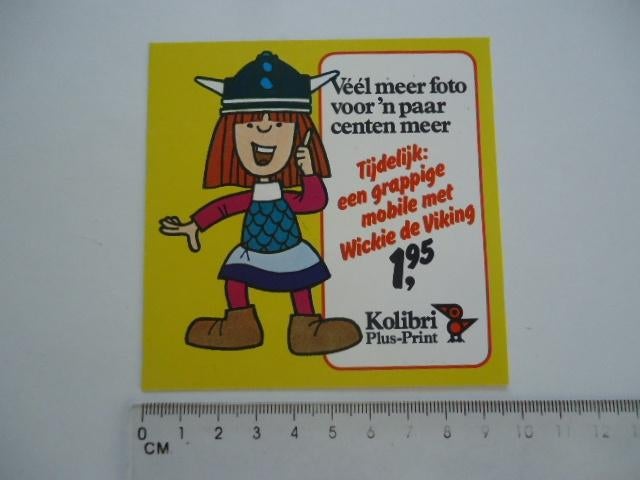 Véél meer foto
voor 'n paar
centen meer
Tijdelijk:
een grappige
mobile met
Wickie de Viking
1,95
Kolibri
Plus-Print
0 1 2 3 4 5 6 7 8 9 10 11 12
CM